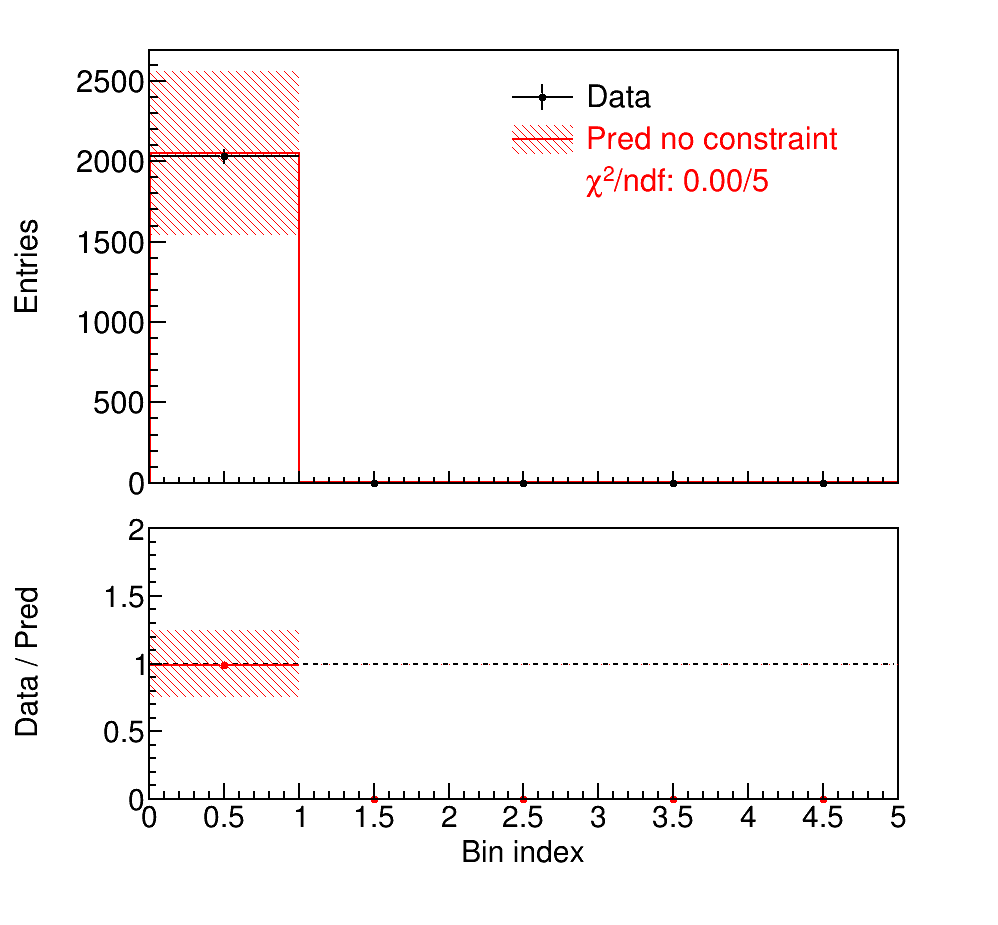 Entries
2500
2000
1500
1000
500
0
Data
Pred no constraint
χ²/ndf: 0.00/5
Data / Pred
2
1.5
1
0.5
0
0 0.5 1 1.5 2 2.5 3 3.5 4 4.5 5
Bin index